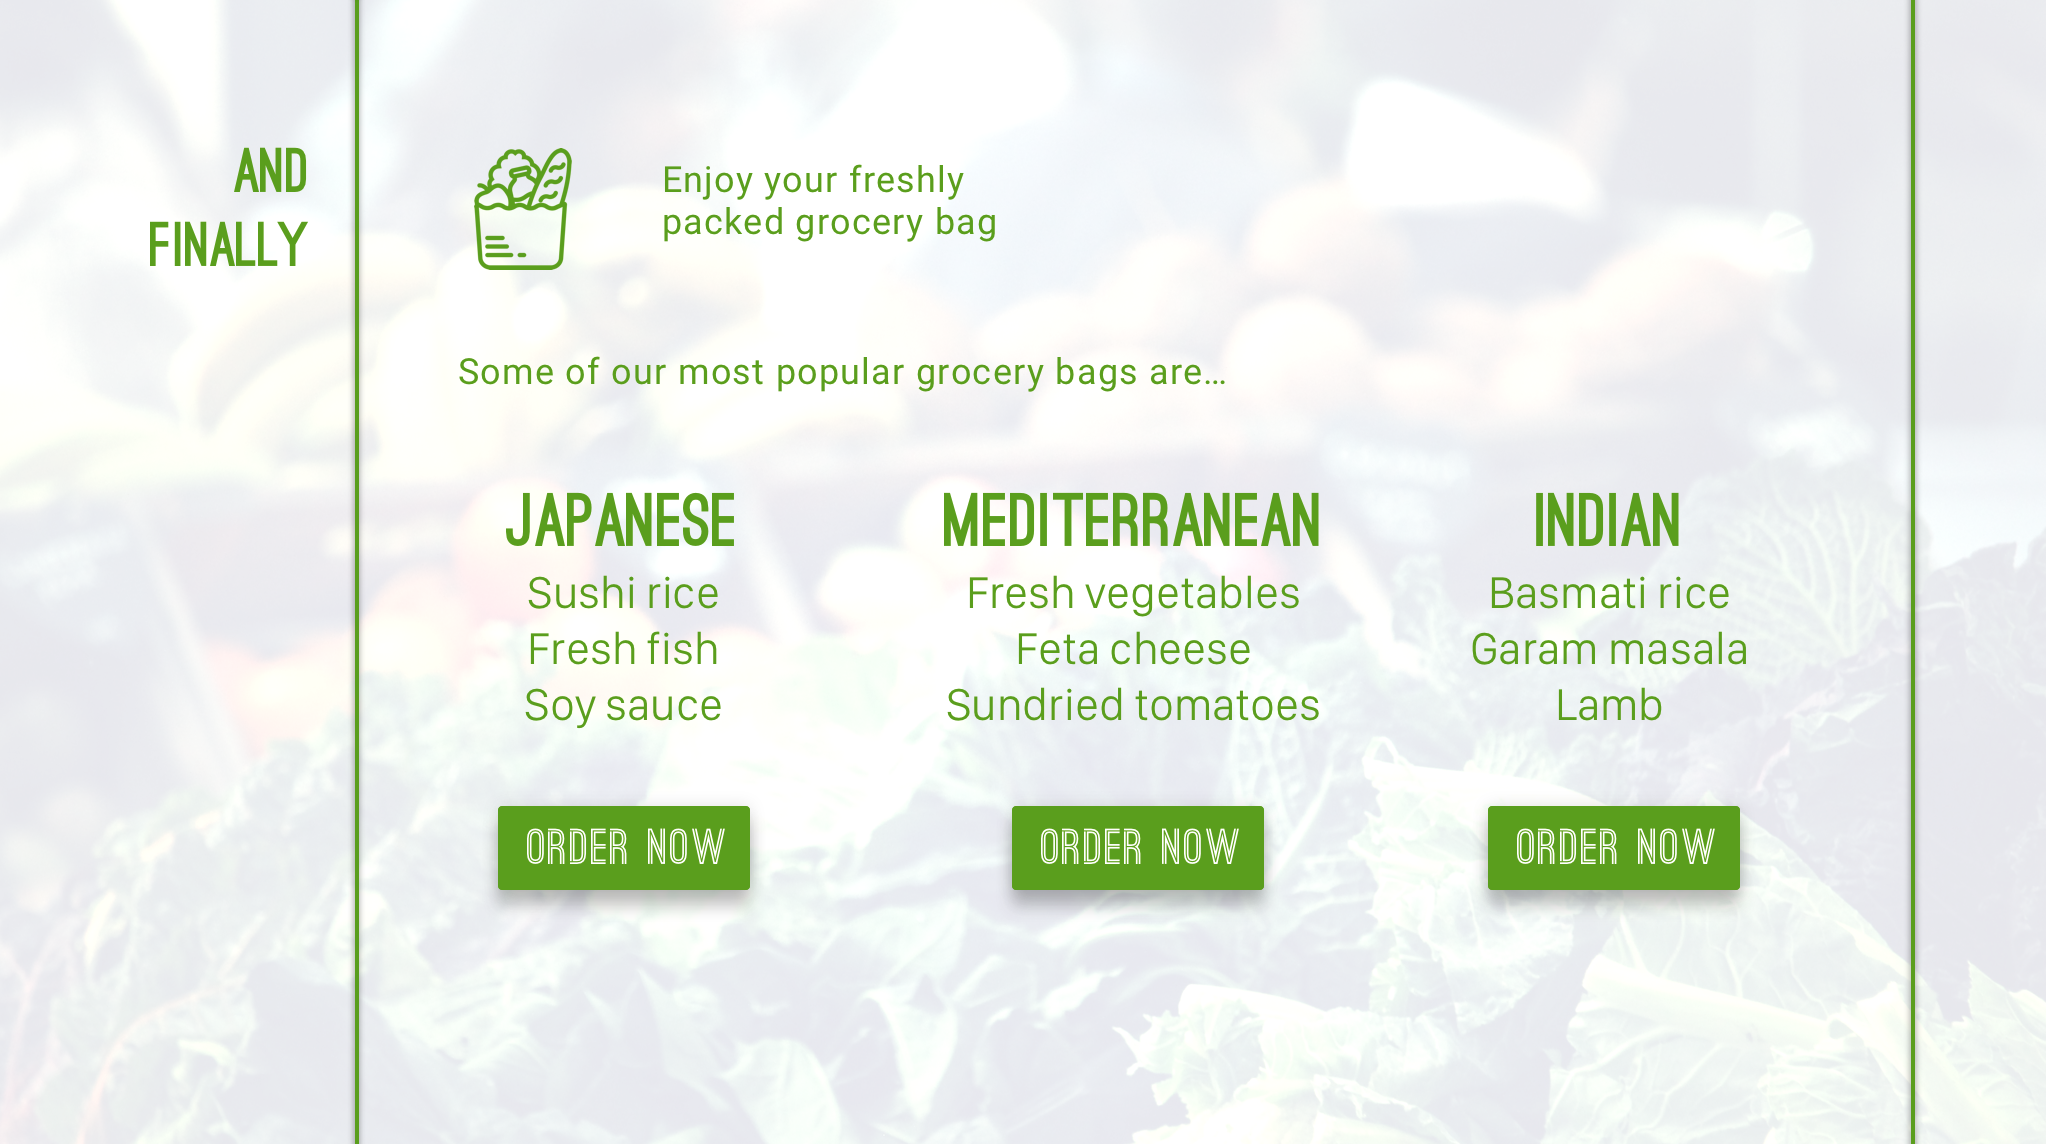 AND
FINALLY
Enjoy your freshly
packed grocery bag
Some of our most popular grocery bags are...
JAPANESE
Sushi rice
Fresh fish
Soy sauce
ORDER NOW
MEDITERRANEAN
Fresh vegetables
Feta cheese
Sundried tomatoes
ORDER NOW
INDIAN
Basmati rice
Garam masala
Lamb
ORDER NOW